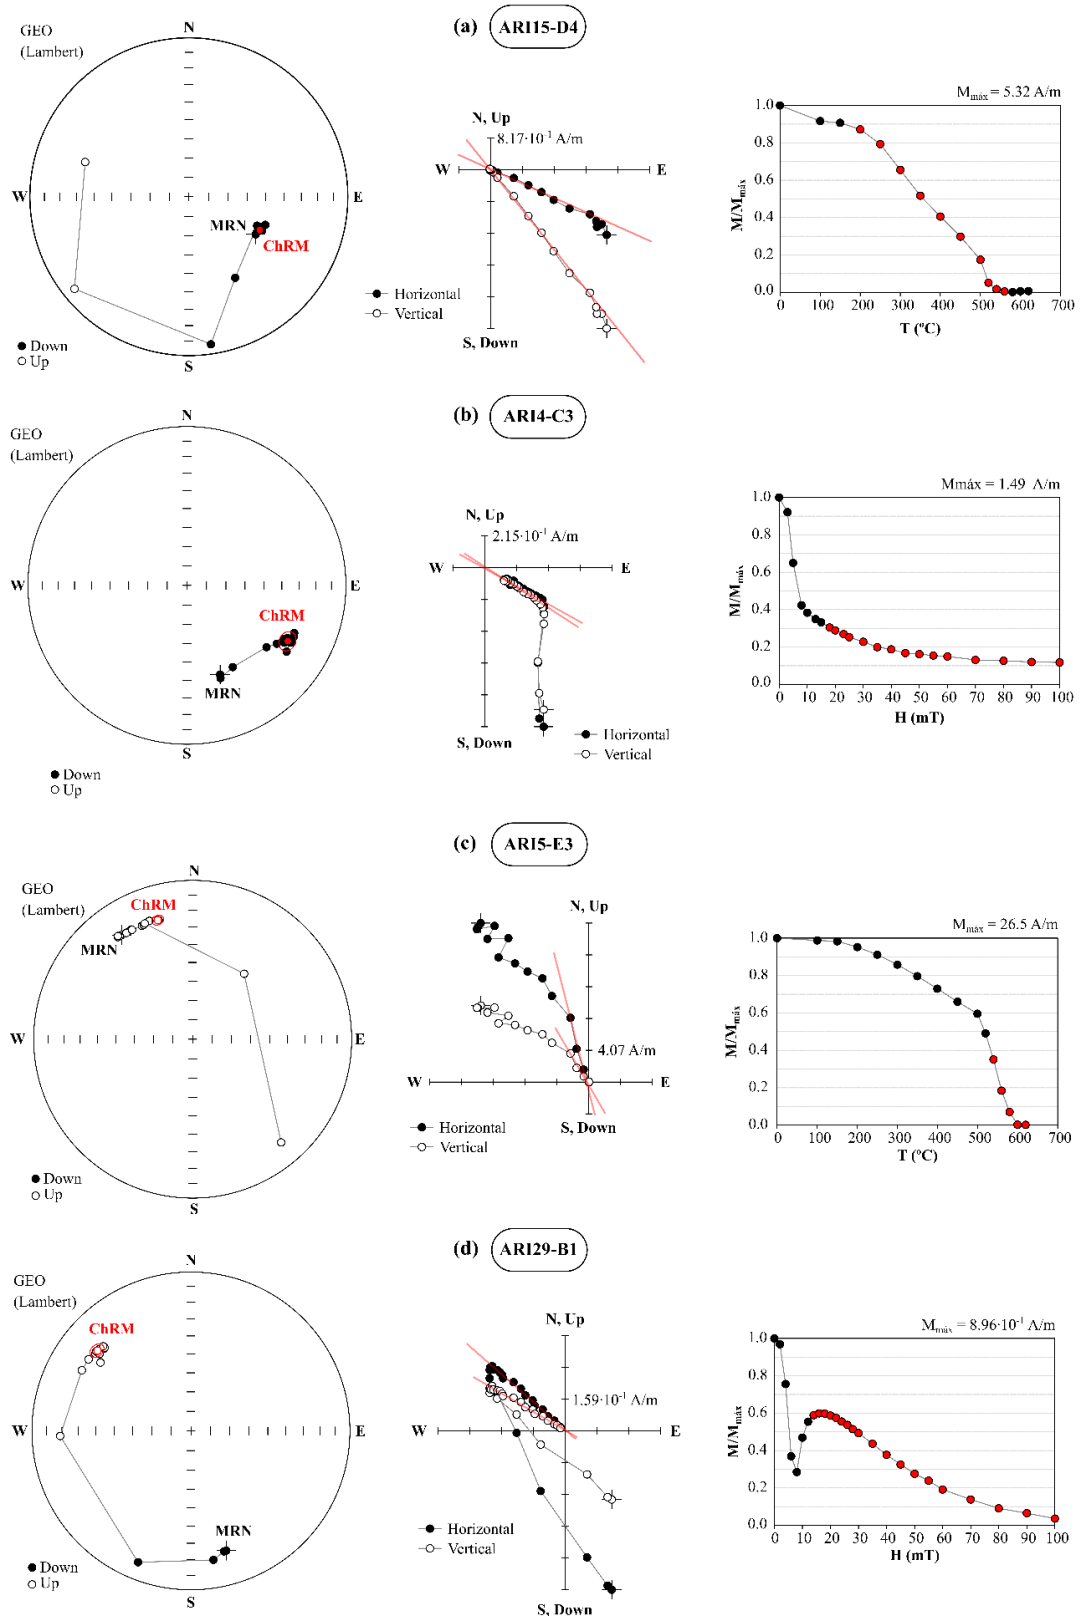 (a) ARI15-D4
GEO
(Lambert)
N
W
E
S
MRN
ChRM
Down
Up
N, Up
8.17·10⁻¹ A/m
W
E
S, Down
Horizontal
Vertical
Mmáx = 5.32 A/m
M/Mmáx
1.0
0.8
0.6
0.4
0.2
0.0
0 100 200 300 400 500 600 700
T (ºC)
(b) ARI4-C3
GEO
(Lambert)
N
W
E
S
ChRM
MRN
Down
Up
N, Up
2.15·10⁻¹ A/m
W
E
S, Down
Horizontal
Vertical
Mmáx = 1.49 A/m
M/Mmáx
1.0
0.8
0.6
0.4
0.2
0.0
0 10 20 30 40 50 60 70 80 90 100
H (mT)
(c) ARI5-E3
GEO
(Lambert)
N
W
E
S
ChRM
MRN
Down
Up
N, Up
4.07 A/m
W
E
S, Down
Horizontal
Vertical
Mmáx = 26.5 A/m
M/Mmáx
1.0
0.8
0.6
0.4
0.2
0.0
0 100 200 300 400 500 600 700
T (ºC)
(d) ARI29-B1
GEO
(Lambert)
N
W
E
S
ChRM
MRN
Down
Up
N, Up
1.59·10⁻¹ A/m
W
E
S, Down
Horizontal
Vertical
Mmáx = 8.96·10⁻¹ A/m
M/Mmáx
1.0
0.8
0.6
0.4
0.2
0.0
0 10 20 30 40 50 60 70 80 90 100
H (mT)